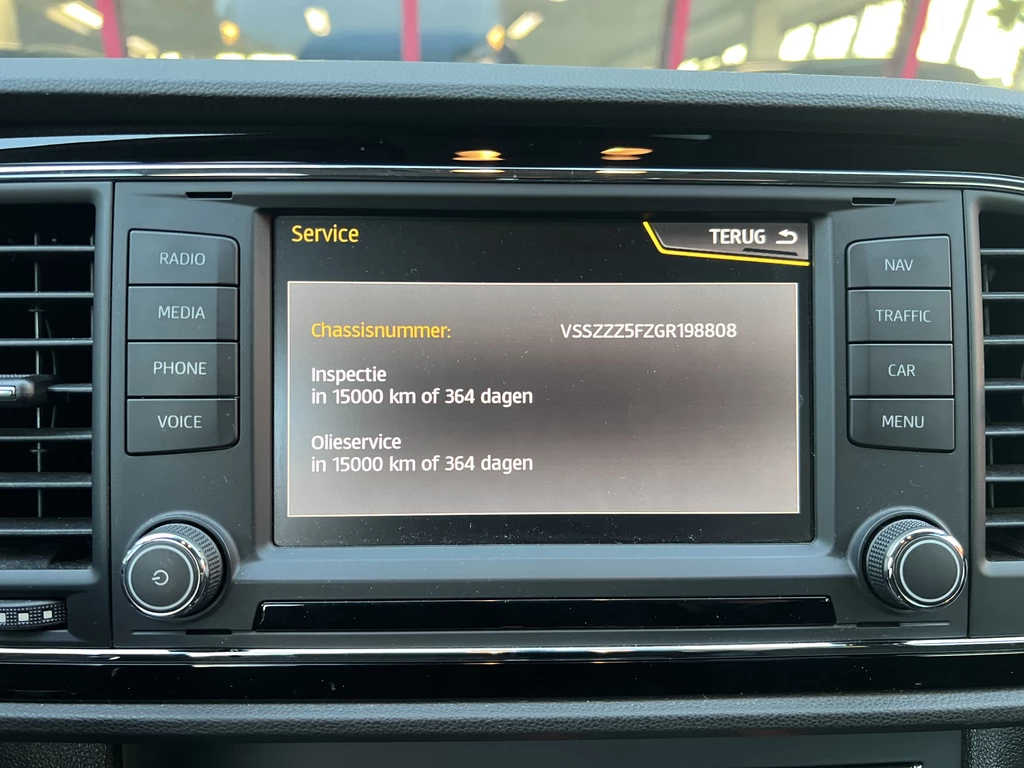 Service
TERUG
RADIO
MEDIA
PHONE
VOICE
Chassisnummer: VSSZZZ5FZGR198808
Inspectie
in 15000 km of 364 dagen
Olieservice
in 15000 km of 364 dagen
NAV
TRAFFIC
CAR
MENU